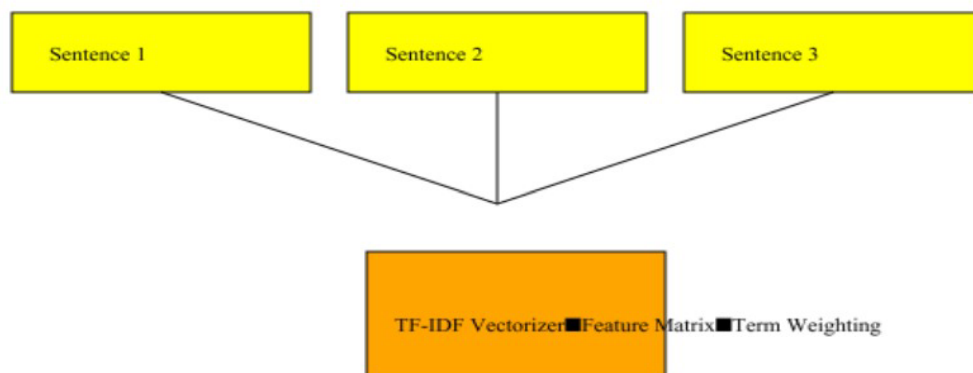 Sentence 1
Sentence 2
Sentence 3
TF-IDF Vectorizer■Feature Matrix■Term Weighting